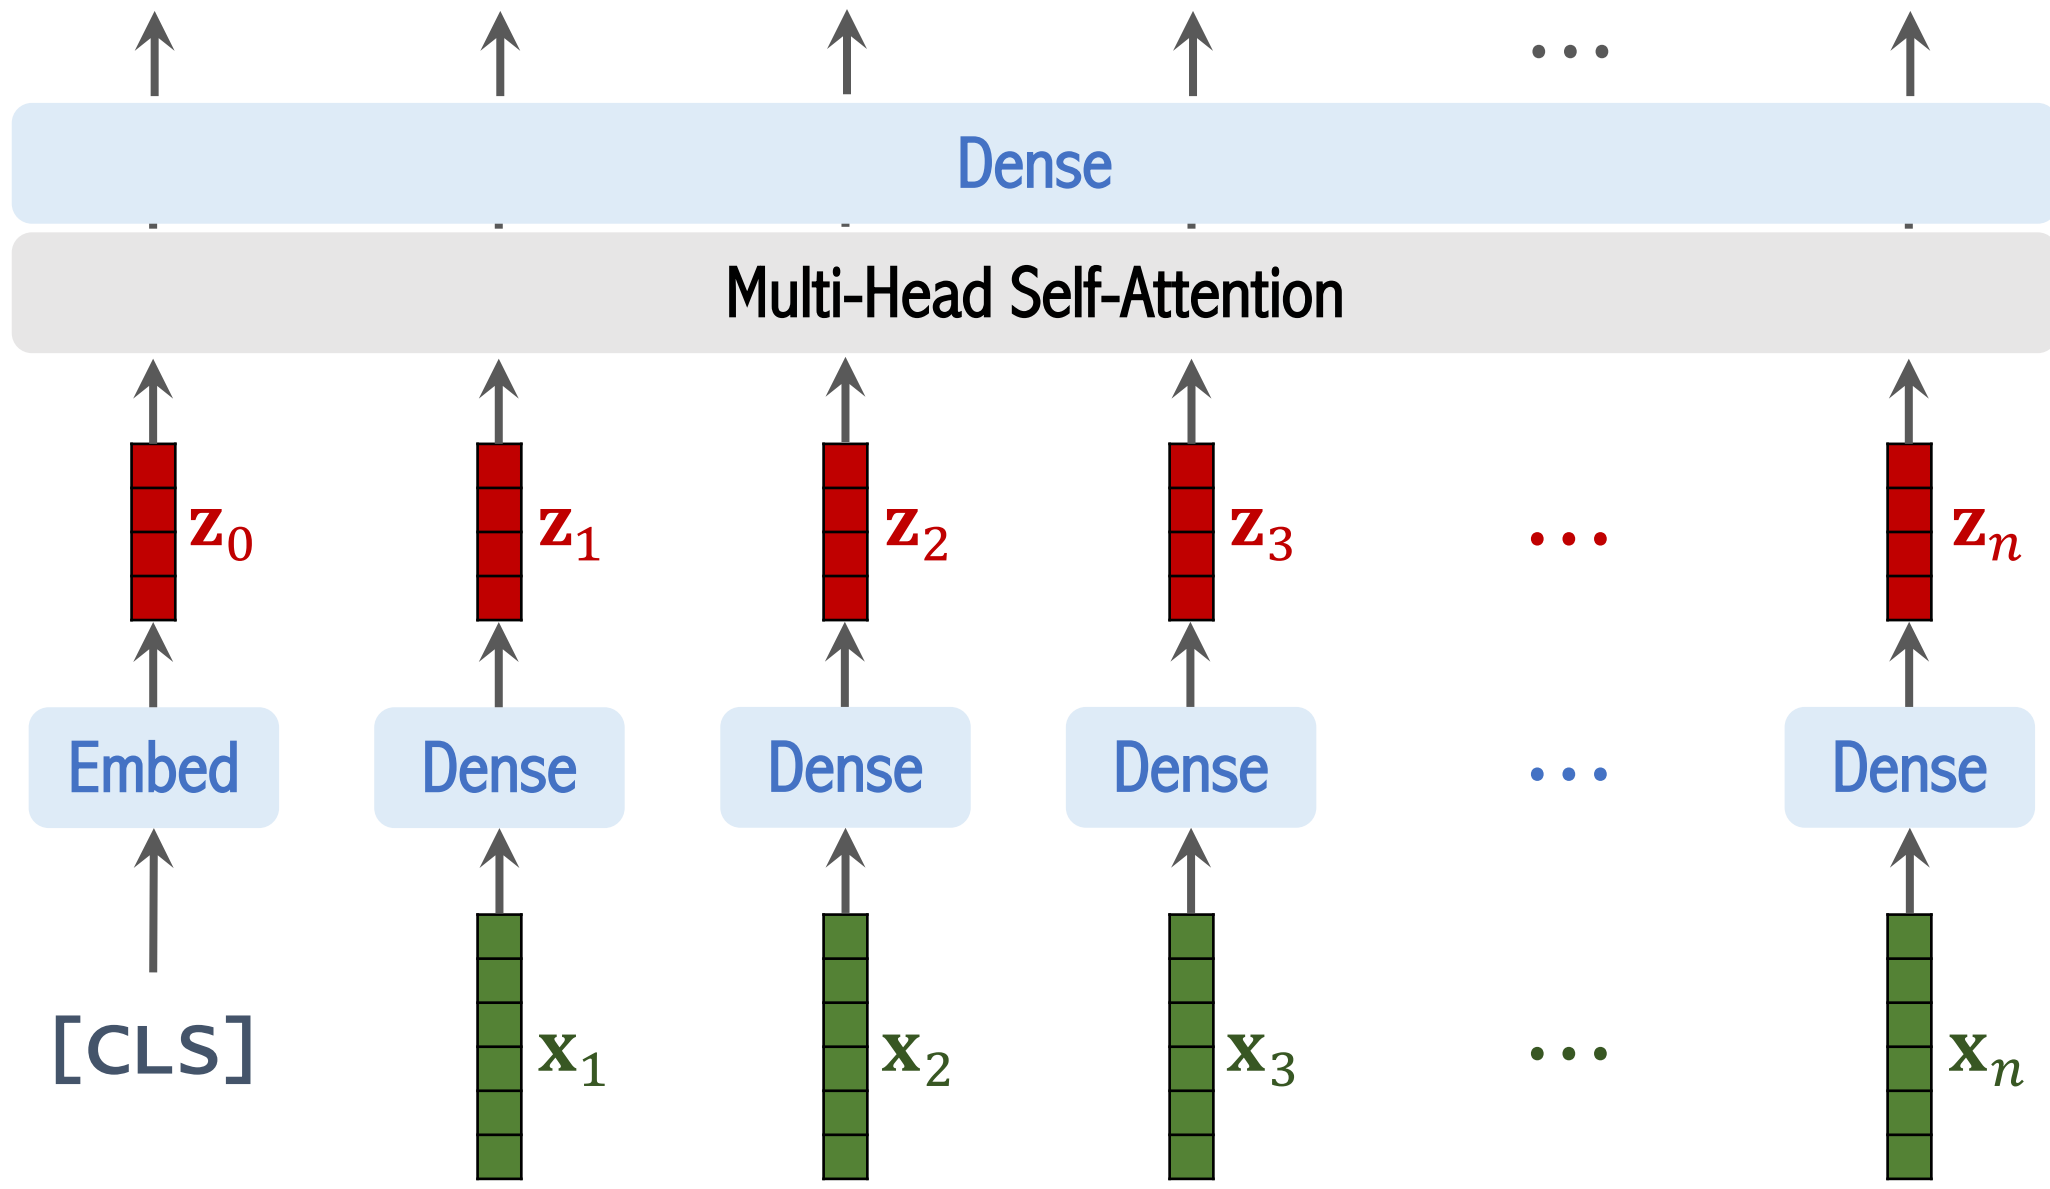 ... 
Dense
Multi-Head Self-Attention
z₀ z₁ z₂ z₃ ... zₙ
Embed Dense Dense Dense ... Dense
[CLS] x₁ x₂ x₃ ... xₙ